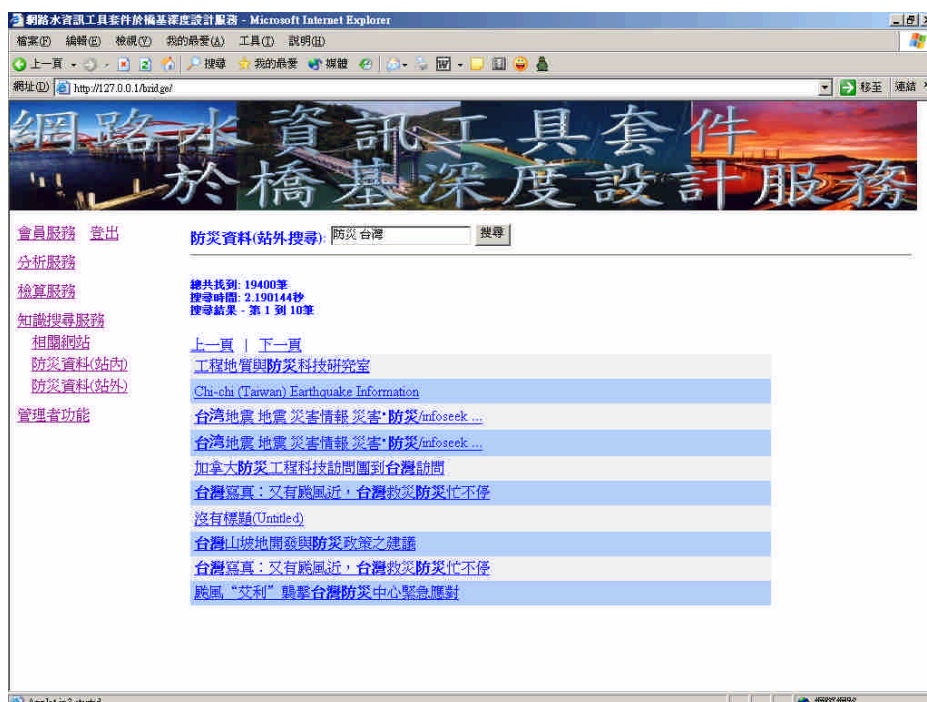 網路水資訊工具套件於橋基深度設計服務 - Microsoft Internet Explorer
檔案(F) 編輯(E) 檢視(V) 我的最愛(A) 工具(T) 說明(H)
上一頁 搜尋 我的最愛 媒體
網址(D) http://127.0.0.1/bridge/ 移至 連結
網路水資訊工具套件
於橋基深度設計服務
會員服務 登出
分析服務
檢算服務
知識搜尋服務
相關網站
防災資料(站內)
防災資料(站外)
管理者功能
防災資料(站外搜尋): 防災 台灣 搜尋
總共找到: 19400筆
搜尋時間: 2.190144秒
搜尋結果 - 第 1 到 10筆
上一頁 | 下一頁
工程地質與防災科技研究室
Chi-chi (Taiwan) Earthquake Information
台湾地震 地震 災害情報 災害·防災/infoseek ...
台湾地震 地震 災害情報 災害·防災/infoseek ...
加拿大防災工程科技訪問團到台灣訪問
台灣寫真：又有颱風近，台灣救災防災忙不停
沒有標題(Untitled)
台灣山坡地開發與防災政策之建議
台灣寫真：又有颱風近，台灣救災防災忙不停
颱風“艾利”襲擊台灣防災中心緊急應對